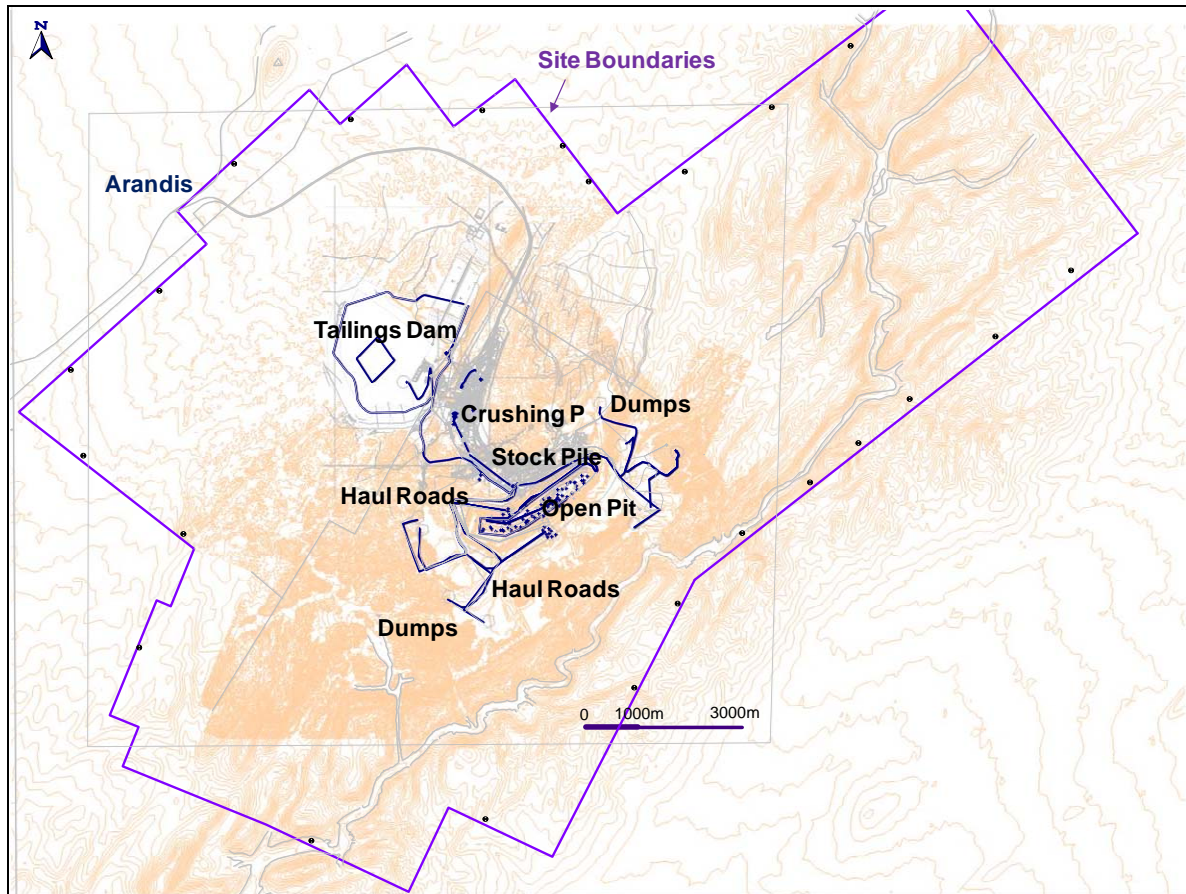 N
Site Boundaries
Arandis
Tailings Dam
Crushing P
Dumps
Stock Pile
Haul Roads
Open Pit
Haul Roads
Dumps
0 1000m 3000m